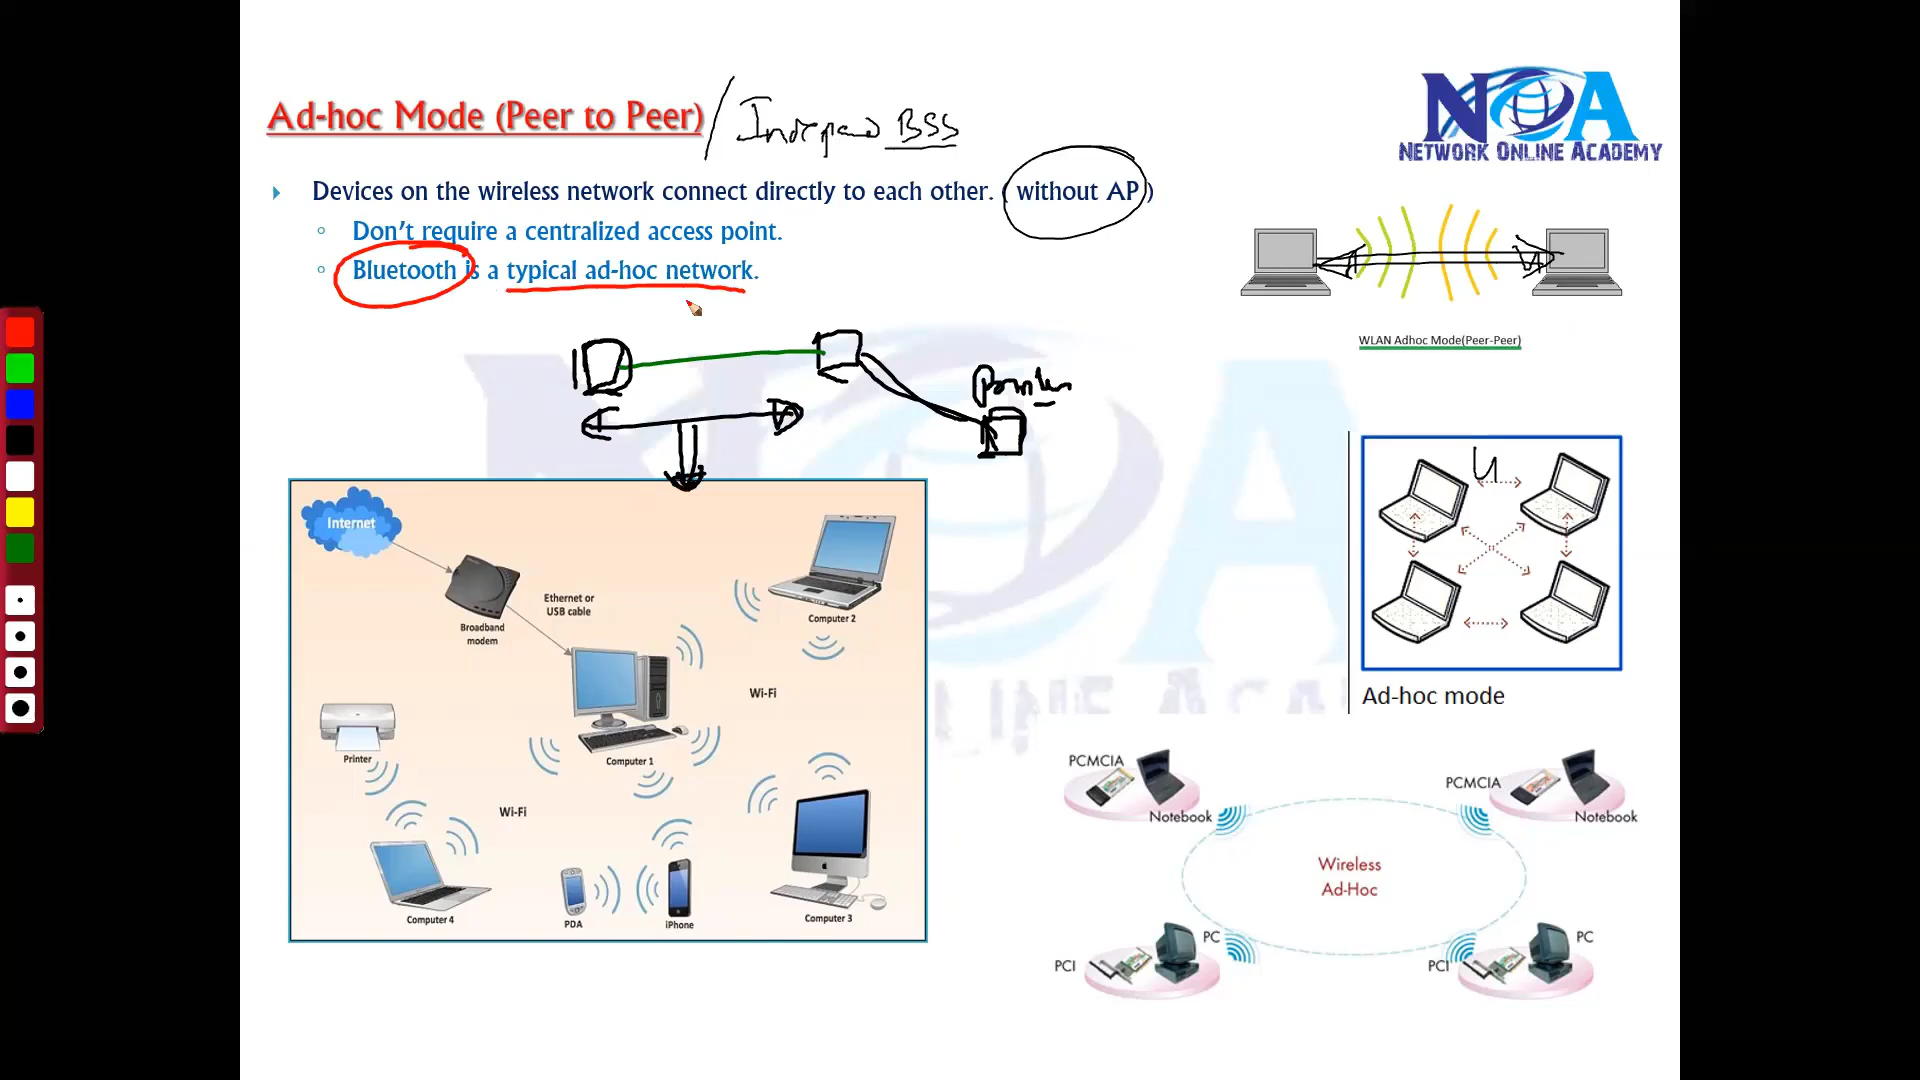 Ad-hoc Mode (Peer to Peer)
/ Indepen BSS
NOA
NETWORK ONLINE ACADEMY
Devices on the wireless network connect directly to each other. ( without AP )
Don't require a centralized access point.
Bluetooth is a typical ad-hoc network.
WLAN Adhoc Mode(Peer-Peer)
Internet
Ethernet or
USB cable
Broadband
modem
Computer 2
Wi-Fi
Printer
Computer 1
Wi-Fi
Computer 4
PDA
iPhone
Computer 3
4
Ad-hoc mode
PCMCIA
Notebook
PCMCIA
Notebook
Wireless
Ad-Hoc
PCI
PC
PCI
PC